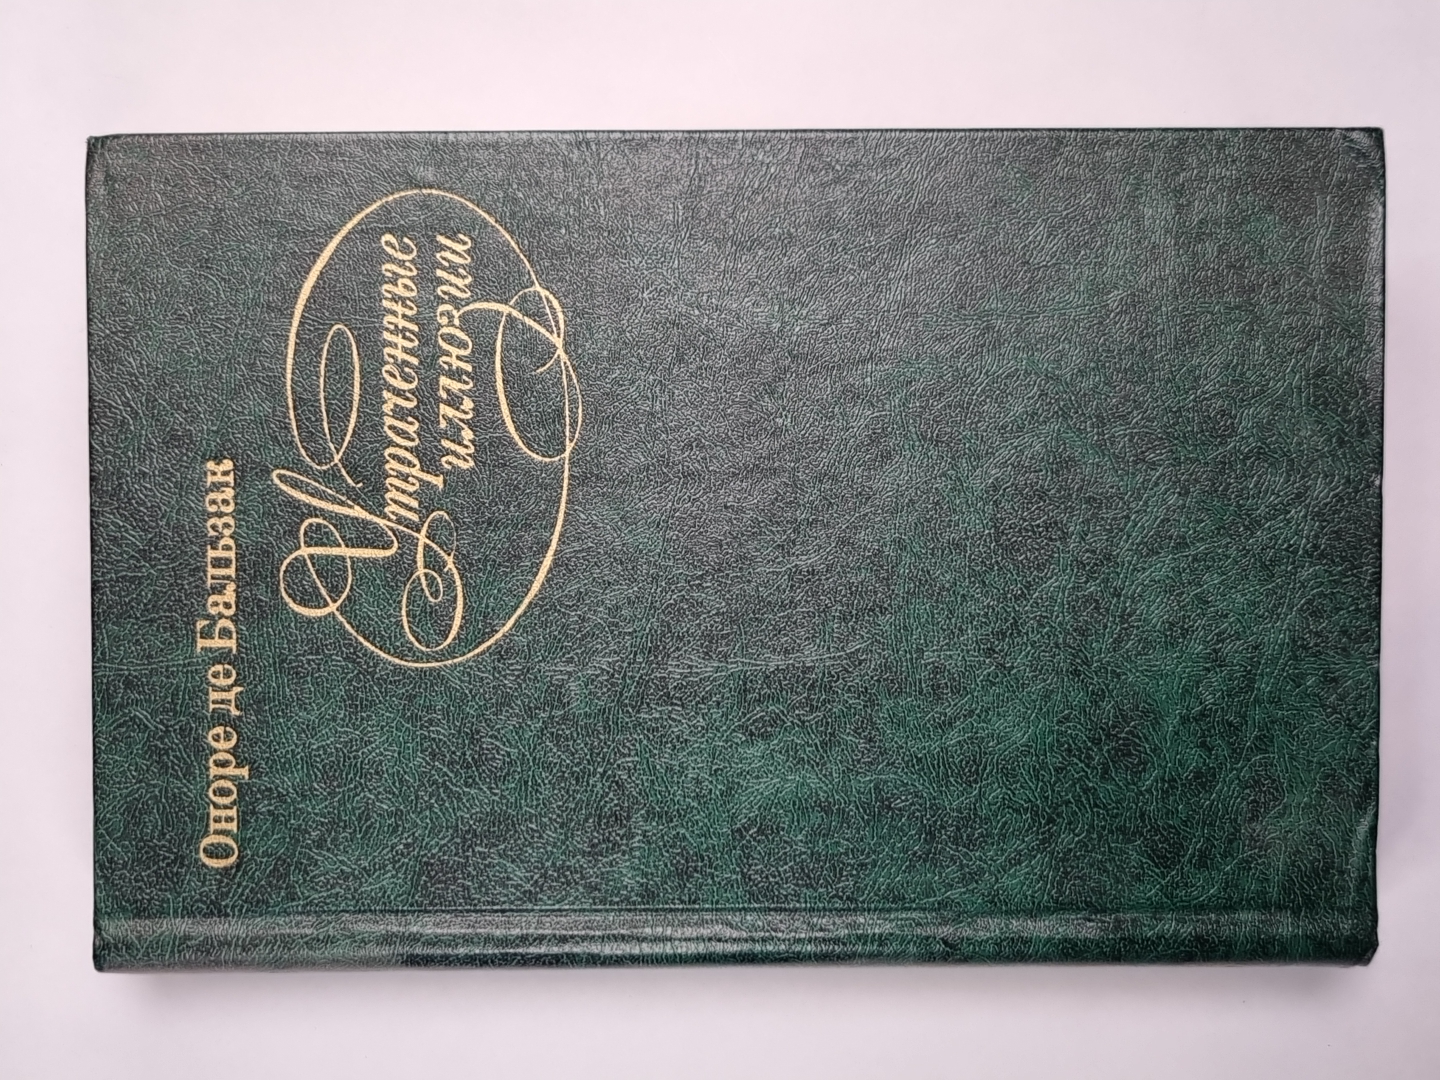 Оноре де Бальзак
Утраченные
иллюзии